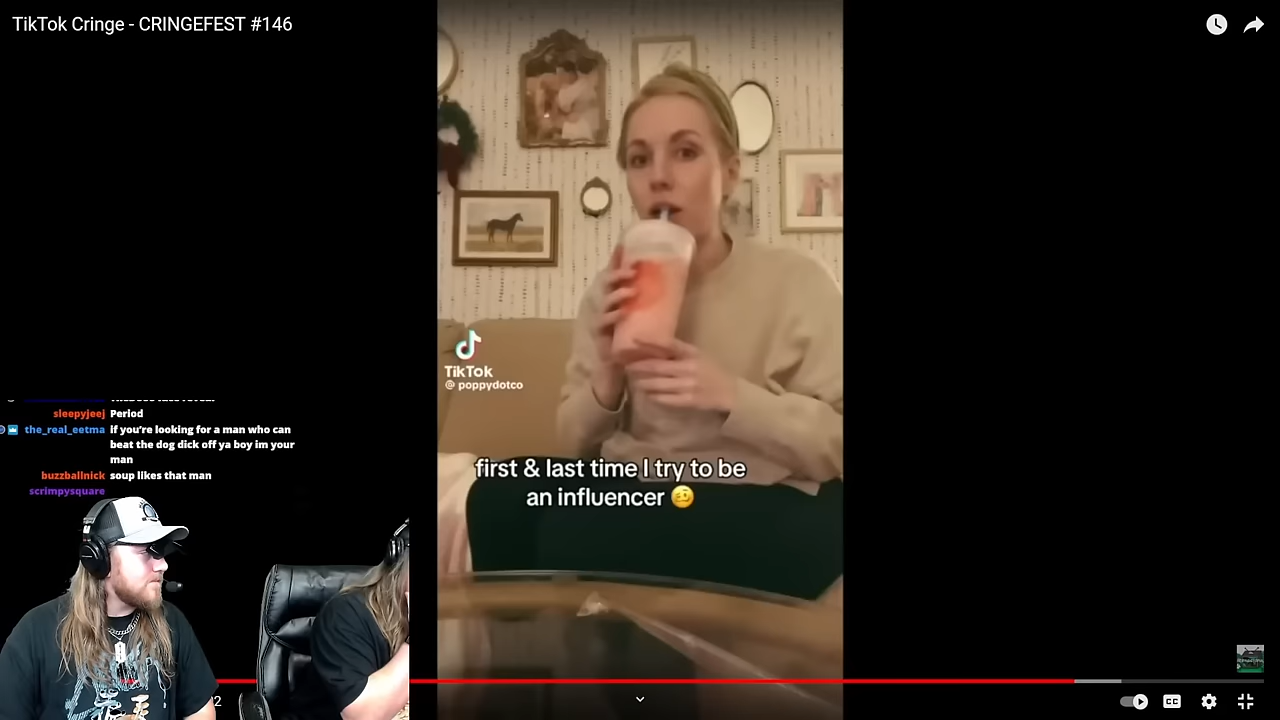 TikTok Cringe - CRINGEFEST #146
TikTok
@ poppydotco
sleepyjeej Period
the_real_eetma if you're looking for a man who can
beat the dog dick off ya boy im your
man
buzzballnick soup likes that man
scrimpysquare
first & last time I try to be
an influencer 🥴
2
CC